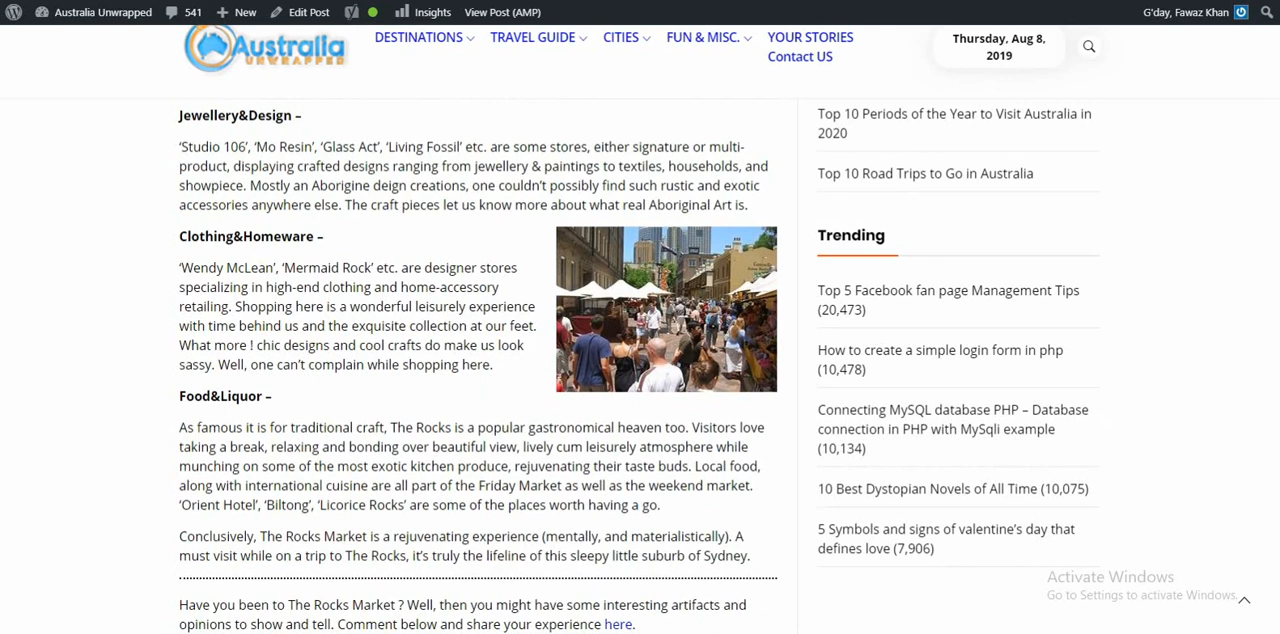 Australia Unwrapped 541 New Edit Post Insights View Post (AMP) G'day, Fawaz Khan
Australia
UNWRAPPED
DESTINATIONS TRAVEL GUIDE CITIES FUN & MISC. YOUR STORIES
Contact US
Thursday, Aug 8,
2019
Jewellery&Design –
‘Studio 106’, ‘Mo Resin’, ‘Glass Act’, ‘Living Fossil’ etc. are some stores, either signature or multi-
product, displaying crafted designs ranging from jewellery & paintings to textiles, households, and
showpiece. Mostly an Aborigine deign creations, one couldn’t possibly find such rustic and exotic
accessories anywhere else. The craft pieces let us know more about what real Aboriginal Art is.
Clothing&Homeware –
‘Wendy McLean’, ‘Mermaid Rock’ etc. are designer stores
specializing in high-end clothing and home-accessory
retailing. Shopping here is a wonderful leisurely experience
with time behind us and the exquisite collection at our feet.
What more ! chic designs and cool crafts do make us look
sassy. Well, one can’t complain while shopping here.
Food&Liquor –
As famous it is for traditional craft, The Rocks is a popular gastronomical heaven too. Visitors love
taking a break, relaxing and bonding over beautiful view, lively cum leisurely atmosphere while
munching on some of the most exotic kitchen produce, rejuvenating their taste buds. Local food,
along with international cuisine are all part of the Friday Market as well as the weekend market.
‘Orient Hotel’, ‘Biltong’, ‘Licorice Rocks’ are some of the places worth having a go.
Conclusively, The Rocks Market is a rejuvenating experience (mentally, and materialistically). A
must visit while on a trip to The Rocks, it’s truly the lifeline of this sleepy little suburb of Sydney.
Have you been to The Rocks Market ? Well, then you might have some interesting artifacts and
opinions to show and tell. Comment below and share your experience here.
Top 10 Periods of the Year to Visit Australia in
2020
Top 10 Road Trips to Go in Australia
Trending
Top 5 Facebook fan page Management Tips
(20,473)
How to create a simple login form in php
(10,478)
Connecting MySQL database PHP – Database
connection in PHP with MySqli example
(10,134)
10 Best Dystopian Novels of All Time (10,075)
5 Symbols and signs of valentine’s day that
defines love (7,906)
Activate Windows
Go to Settings to activate Windows.